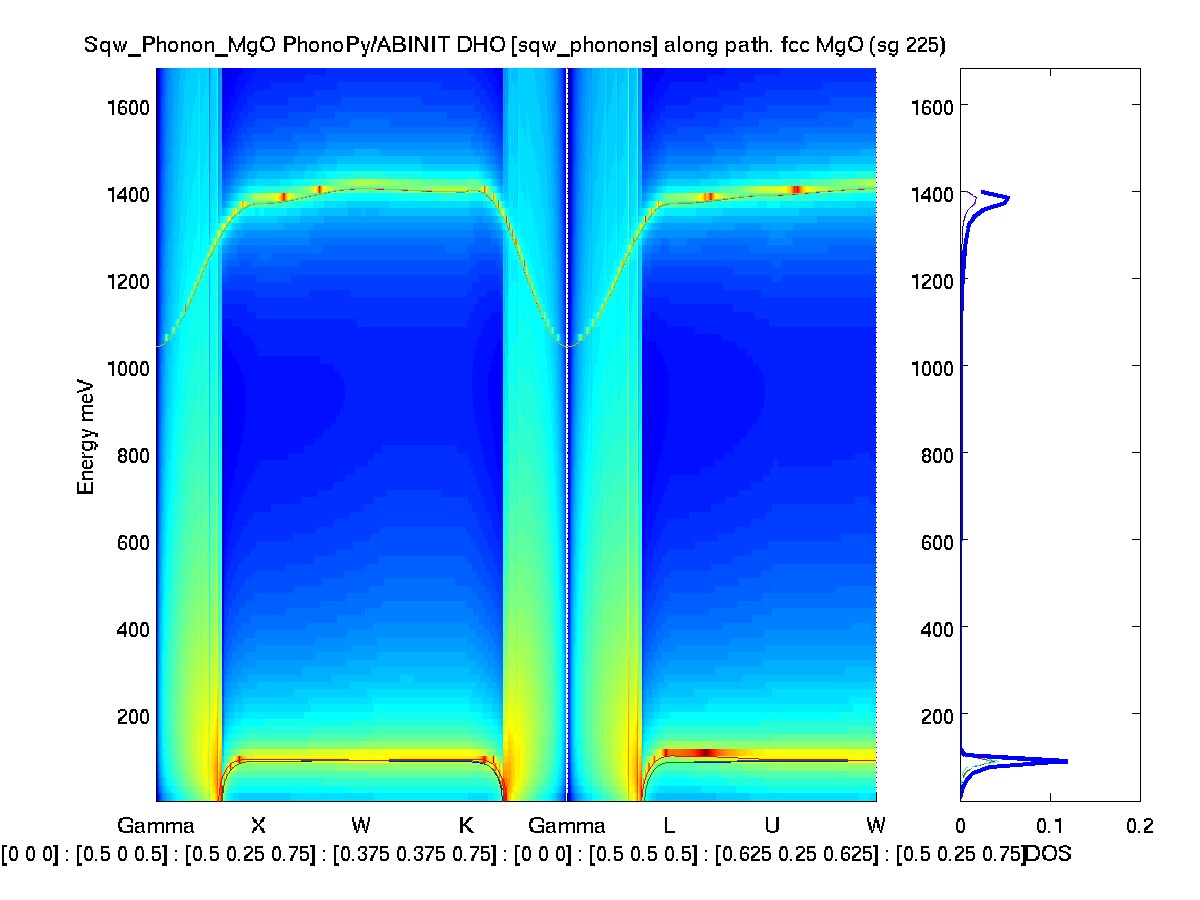 Sqw_Phonon_MgO PhonoPy/ABINIT DHO [sqw_phonons] along path. fcc MgO (sg 225)
1600 1600
1400 1400
1200 1200
1000 1000
800 800
600 600
400 400
200 200
Energy meV
Gamma X W K Gamma L U W 0 0.1 0.2
[0 0 0] : [0.5 0 0.5] : [0.5 0.25 0.75] : [0.375 0.375 0.75] : [0 0 0] : [0.5 0.5 0.5] : [0.625 0.25 0.625] : [0.5 0.25 0.75]
DOS